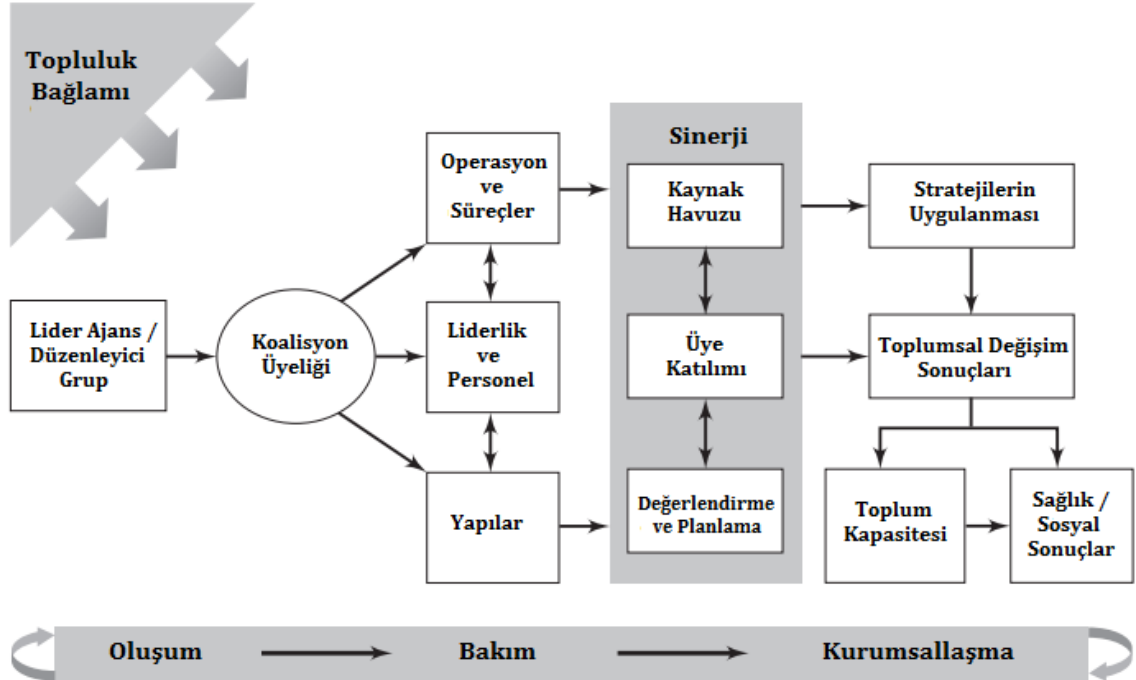 Topluluk
Bağlamı
Lider Ajans /
Düzenleyici
Grup
Koalisyon
Üyeliği
Operasyon
ve
Süreçler
Liderlik
ve
Personel
Yapılar
Sinerji
Kaynak
Havuzu
Üye
Katılımı
Değerlendirme
ve Planlama
Stratejilerin
Uygulanması
Toplumsal Değişim
Sonuçları
Toplum
Kapasitesi
Sağlık /
Sosyal
Sonuçlar
Oluşum
Bakım
Kurumsallaşma